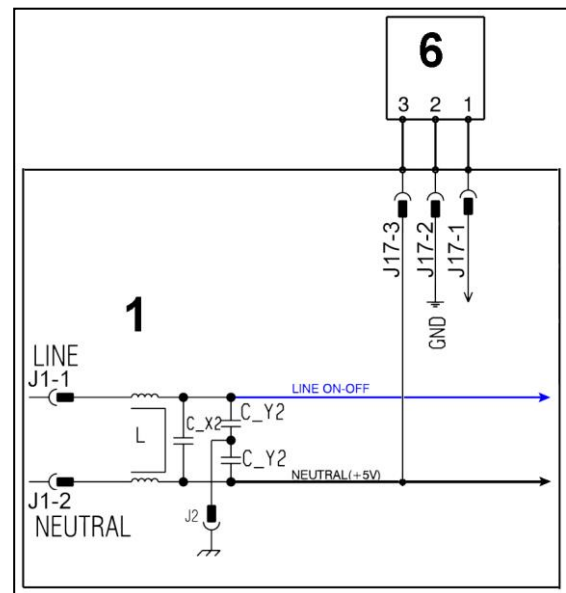 6
3 2 1
J17-3
J17-2
J17-1
GND
1
LINE
J1-1
LINE ON-OFF
C_X2
C_Y2
L
C_Y2
NEUTRAL(+5V)
J1-2
NEUTRAL
J2